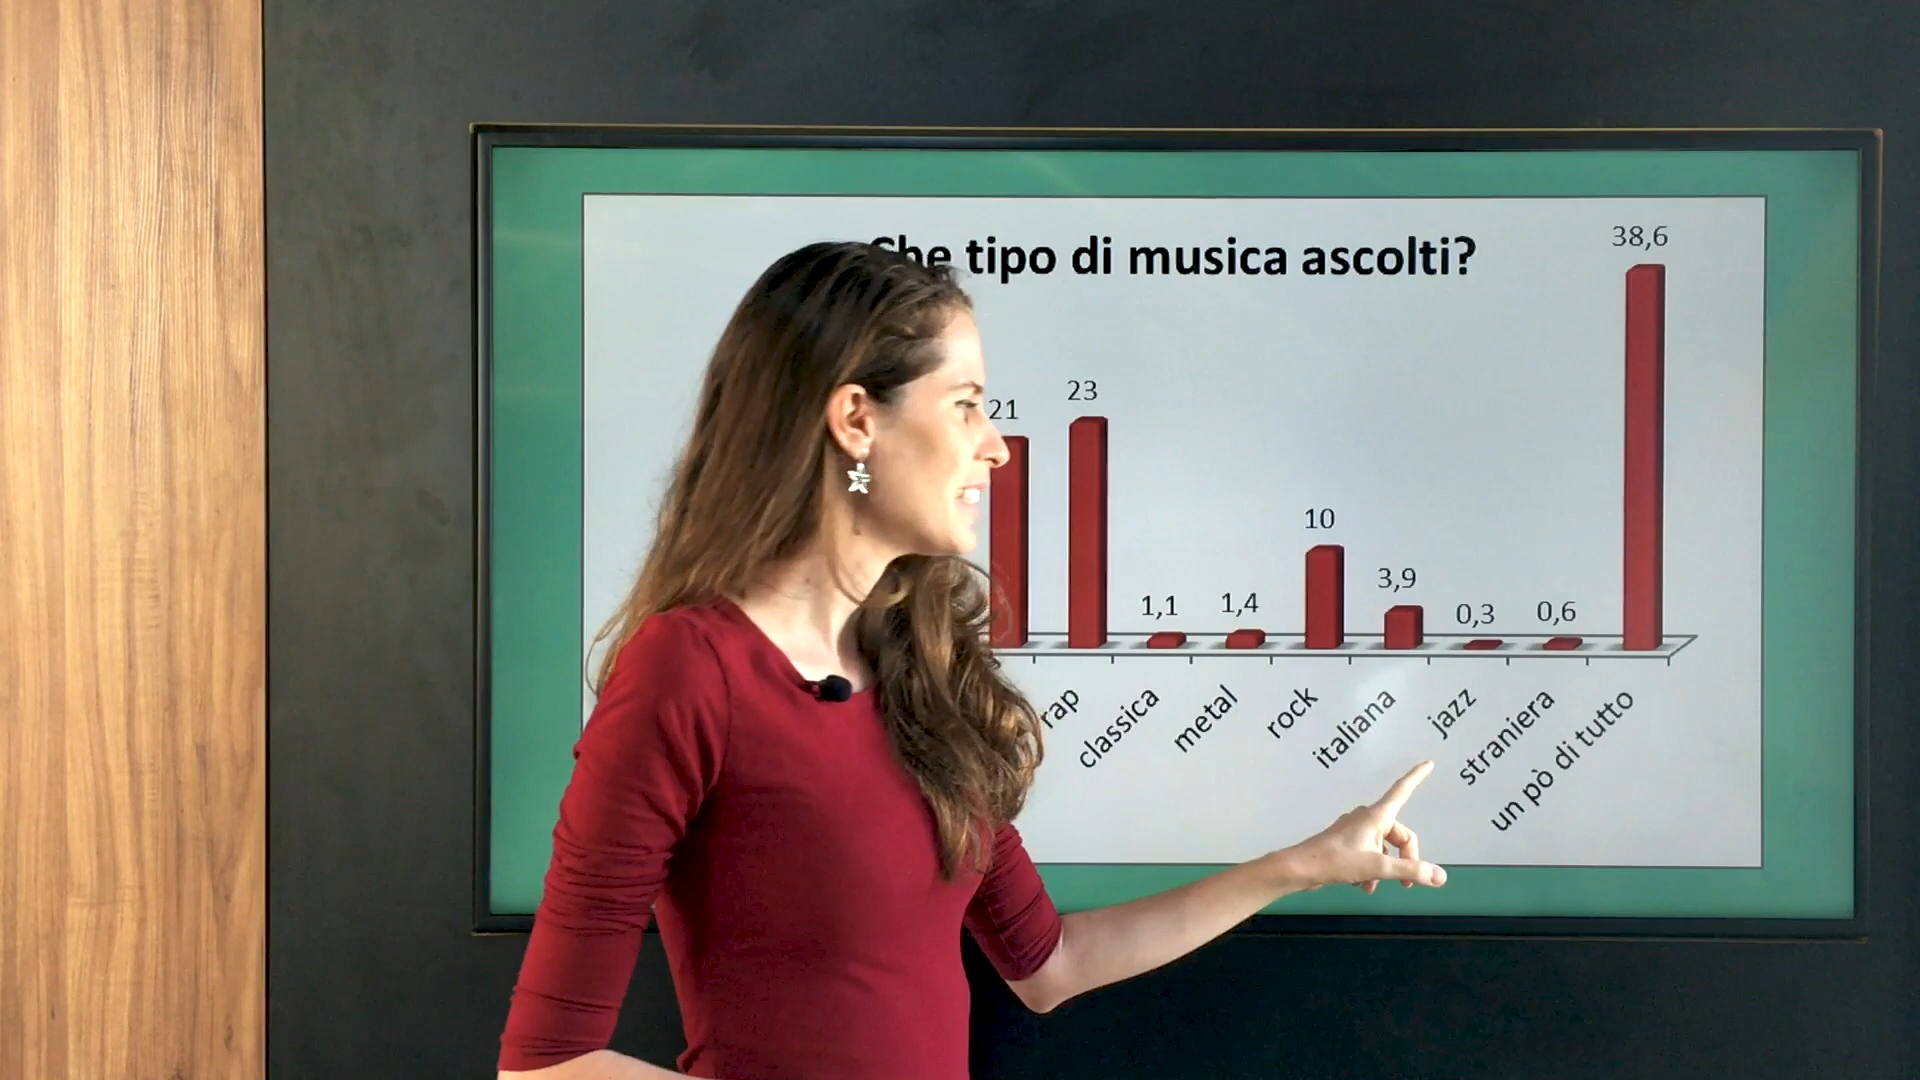 Che tipo di musica ascolti?
38,6
21
23
1,1
1,4
10
3,9
0,3
0,6
rap
classica
metal
rock
italiana
jazz
straniera
un pò di tutto